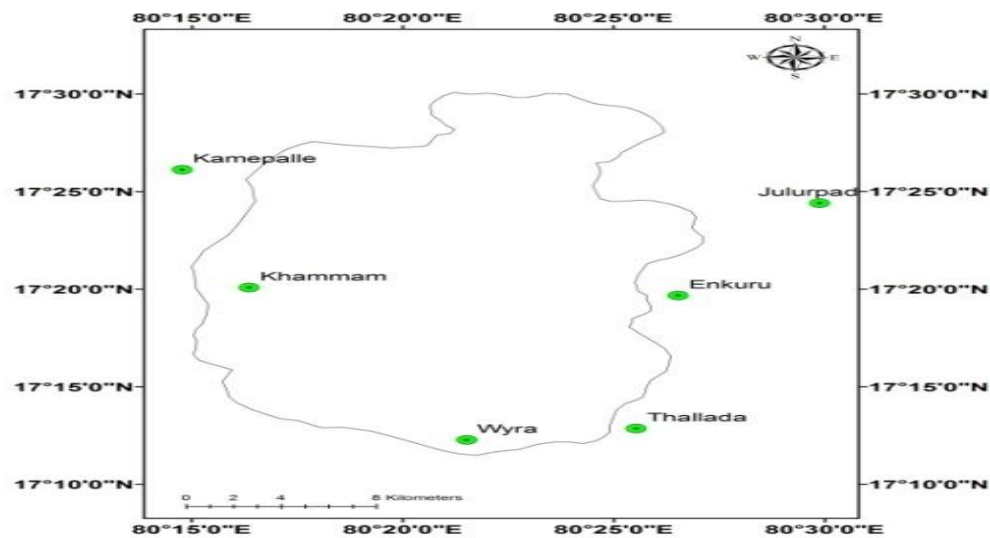 80°15'0"E 80°20'0"E 80°25'0"E 80°30'0"E
N
W E
S
17°30'0"N 17°30'0"N
Kamepalle
17°25'0"N Julurpad 17°25'0"N
Khammam
Enkuru
17°20'0"N 17°20'0"N
17°15'0"N 17°15'0"N
Thallada
Wyra
17°10'0"N 17°10'0"N
0 2 4 8 Kilometers
80°15'0"E 80°20'0"E 80°25'0"E 80°30'0"E